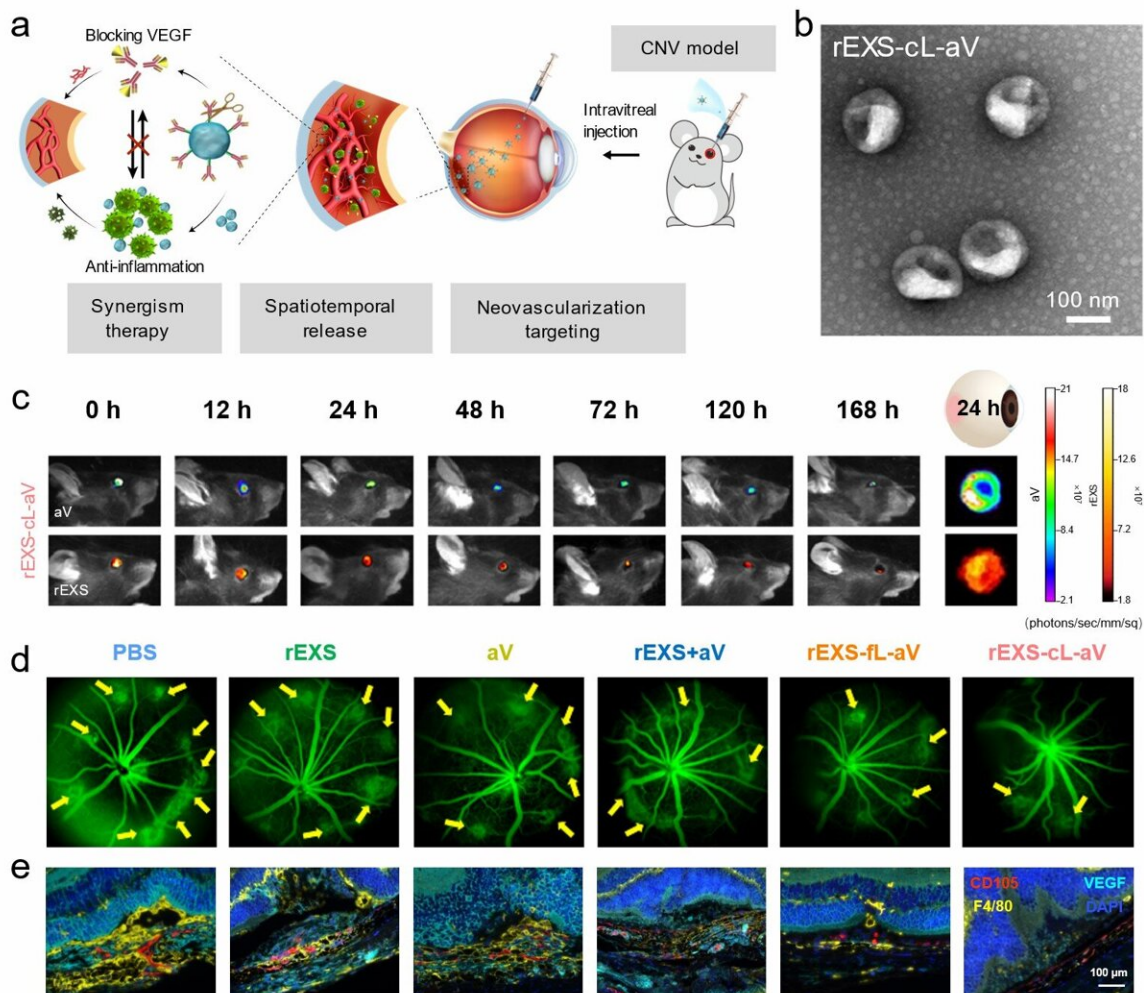 a
Blocking VEGF
Anti-inflammation
CNV model
Intravitreal
injection
Synergism
therapy
Spatiotemporal
release
Neovascularization
targeting
b
rEXS-cL-aV
100 nm
c
0 h
12 h
24 h
48 h
72 h
120 h
168 h
24 h
rEXS-cL-aV
aV
rEXS
21
14.7
8.4
2.1
aV
×10⁷
18
12.6
7.2
1.8
rEXS
×10⁷
(photons/sec/mm/sq)
d
PBS
rEXS
aV
rEXS+aV
rEXS-fL-aV
rEXS-cL-aV
e
CD105
VEGF
F4/80
DAPI
100 μm